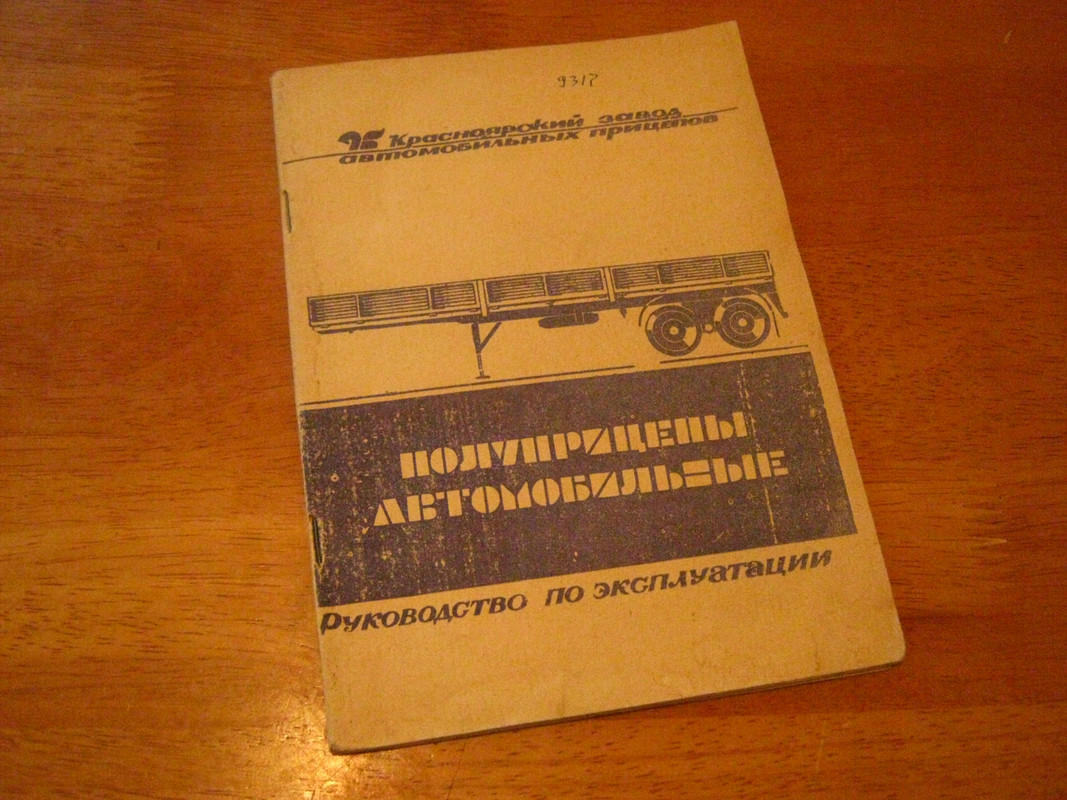 9317
Красноярский завод
автомобильных прицепов
ПОЛУПРИЦЕПЫ
АВТОМОБИЛЬНЫЕ
РУКОВОДСТВО ПО ЭКСПЛУАТАЦИИ